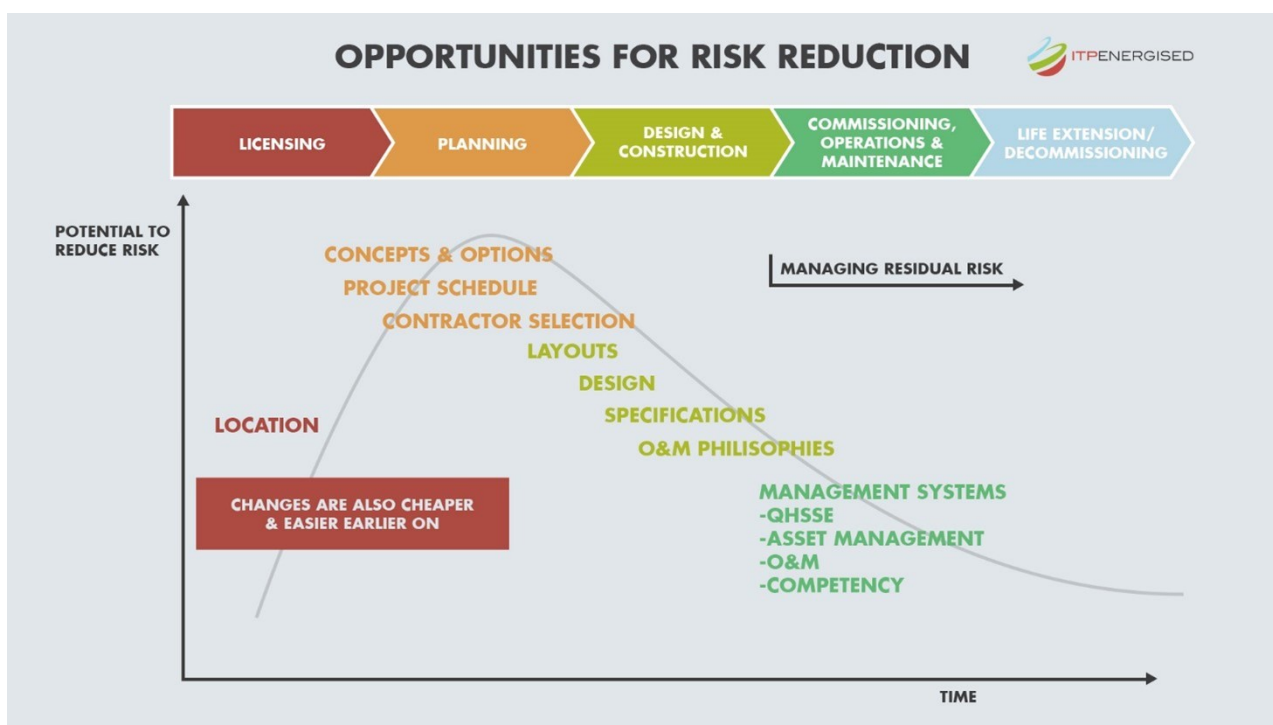 OPPORTUNITIES FOR RISK REDUCTION
ITPENERGISED
LICENSING
PLANNING
DESIGN &
CONSTRUCTION
COMMISSIONING,
OPERATIONS &
MAINTENANCE
LIFE EXTENSION/
DECOMMISSIONING
POTENTIAL TO
REDUCE RISK
CONCEPTS & OPTIONS
PROJECT SCHEDULE
CONTRACTOR SELECTION
MANAGING RESIDUAL RISK
LAYOUTS
DESIGN
SPECIFICATIONS
LOCATION
O&M PHILISOPHIES
CHANGES ARE ALSO CHEAPER
& EASIER EARLIER ON
MANAGEMENT SYSTEMS
-QHSSE
-ASSET MANAGEMENT
-O&M
-COMPETENCY
TIME